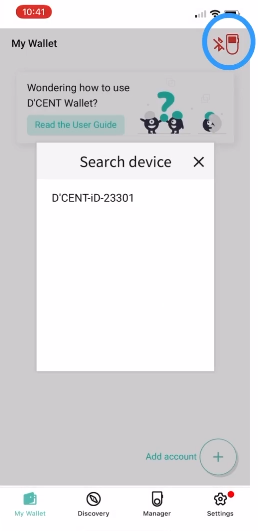 10:41
My Wallet
Wondering how to use
D'CENT Wallet?
Read the User Guide
Search device
D'CENT-iD-23301
Add account
My Wallet
Discovery
Manager
Settings